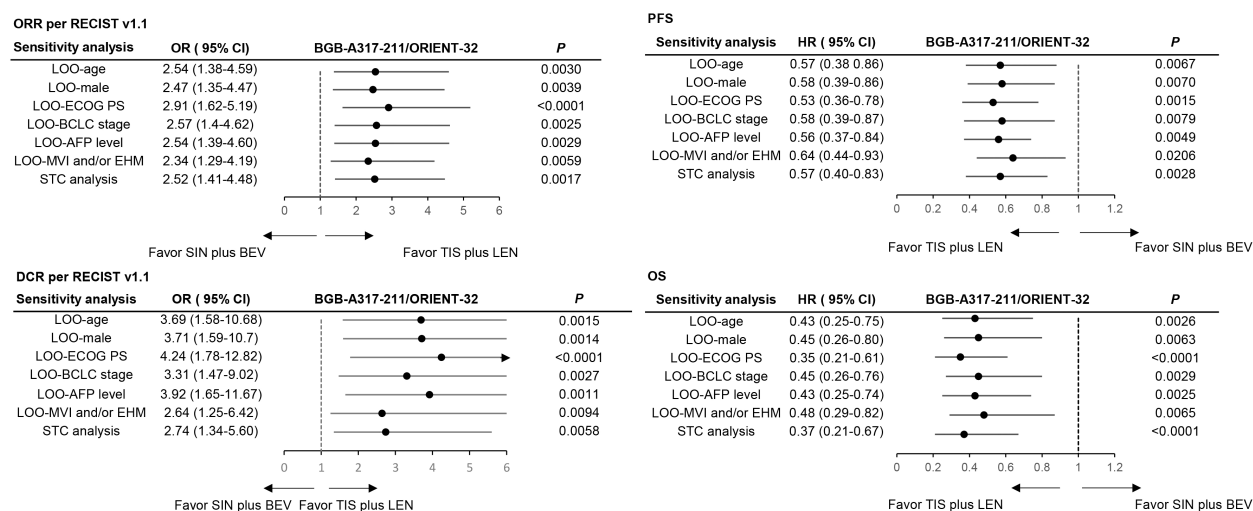 ORR per RECIST v1.1
Sensitivity analysis OR ( 95% CI) BGB-A317-211/ORIENT-32 P
LOO-age 2.54 (1.38-4.59) 0.0030
LOO-male 2.47 (1.35-4.47) 0.0039
LOO-ECOG PS 2.91 (1.62-5.19) <0.0001
LOO-BCLC stage 2.57 (1.4-4.62) 0.0025
LOO-AFP level 2.54 (1.39-4.60) 0.0029
LOO-MVI and/or EHM 2.34 (1.29-4.19) 0.0059
STC analysis 2.52 (1.41-4.48) 0.0017
0 1 2 3 4 5 6
Favor SIN plus BEV Favor TIS plus LEN
PFS
Sensitivity analysis HR ( 95% CI) BGB-A317-211/ORIENT-32 P
LOO-age 0.57 (0.38 0.86) 0.0067
LOO-male 0.58 (0.39-0.86) 0.0070
LOO-ECOG PS 0.53 (0.36-0.78) 0.0015
LOO-BCLC stage 0.58 (0.39-0.87) 0.0079
LOO-AFP level 0.56 (0.37-0.84) 0.0049
LOO-MVI and/or EHM 0.64 (0.44-0.93) 0.0206
STC analysis 0.57 (0.40-0.83) 0.0028
0 0.2 0.4 0.6 0.8 1 1.2
Favor TIS plus LEN Favor SIN plus BEV
DCR per RECIST v1.1
Sensitivity analysis OR ( 95% CI) BGB-A317-211/ORIENT-32 P
LOO-age 3.69 (1.58-10.68) 0.0015
LOO-male 3.71 (1.59-10.7) 0.0014
LOO-ECOG PS 4.24 (1.78-12.82) <0.0001
LOO-BCLC stage 3.31 (1.47-9.02) 0.0027
LOO-AFP level 3.92 (1.65-11.67) 0.0011
LOO-MVI and/or EHM 2.64 (1.25-6.42) 0.0094
STC analysis 2.74 (1.34-5.60) 0.0058
0 1 2 3 4 5 6
Favor SIN plus BEV Favor TIS plus LEN
OS
Sensitivity analysis HR ( 95% CI) BGB-A317-211/ORIENT-32 P
LOO-age 0.43 (0.25-0.75) 0.0026
LOO-male 0.45 (0.26-0.80) 0.0063
LOO-ECOG PS 0.35 (0.21-0.61) <0.0001
LOO-BCLC stage 0.45 (0.26-0.76) 0.0029
LOO-AFP level 0.43 (0.25-0.74) 0.0025
LOO-MVI and/or EHM 0.48 (0.29-0.82) 0.0065
STC analysis 0.37 (0.21-0.67) <0.0001
0 0.2 0.4 0.6 0.8 1 1.2
Favor TIS plus LEN Favor SIN plus BEV